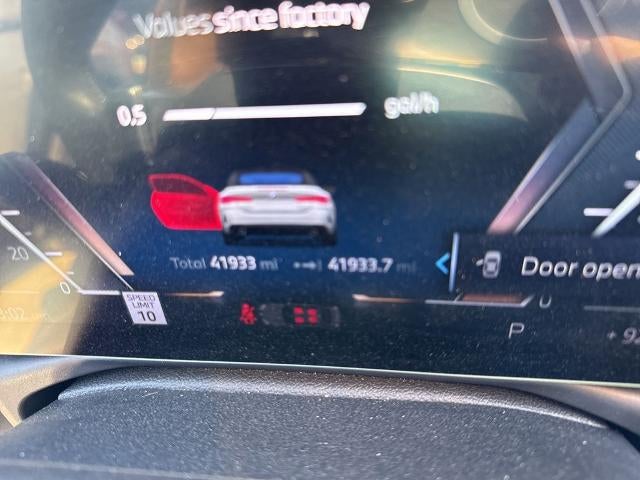 Values since factory
0.5 gal/h
Total 41933 mi 41933.7 mi
Door open
20
0
SPEED
LIMIT
10
P
+ 92